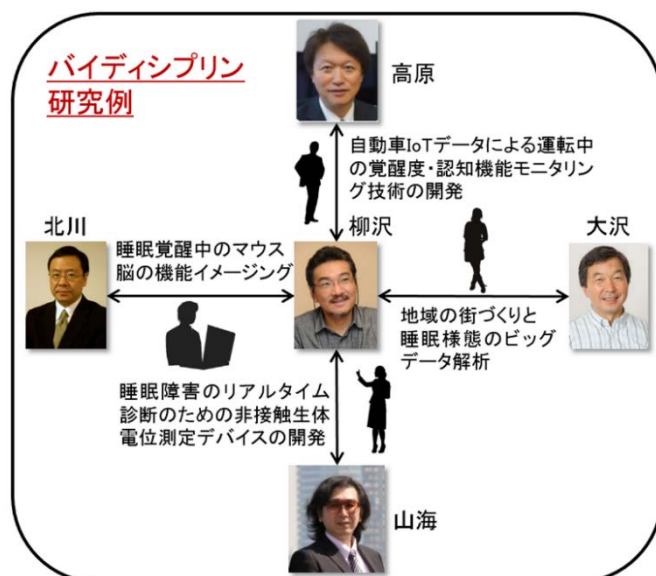 バイディシプリン
研究例
高原
自動車IoTデータによる運転中
の覚醒度・認知機能モニタリン
グ技術の開発
北川
柳沢
大沢
睡眠覚醒中のマウス
脳の機能イメージング
地域の街づくりと
睡眠様態のビッグ
データ解析
睡眠障害のリアルタイム
診断のための非接触生体
電位測定デバイスの開発
山海